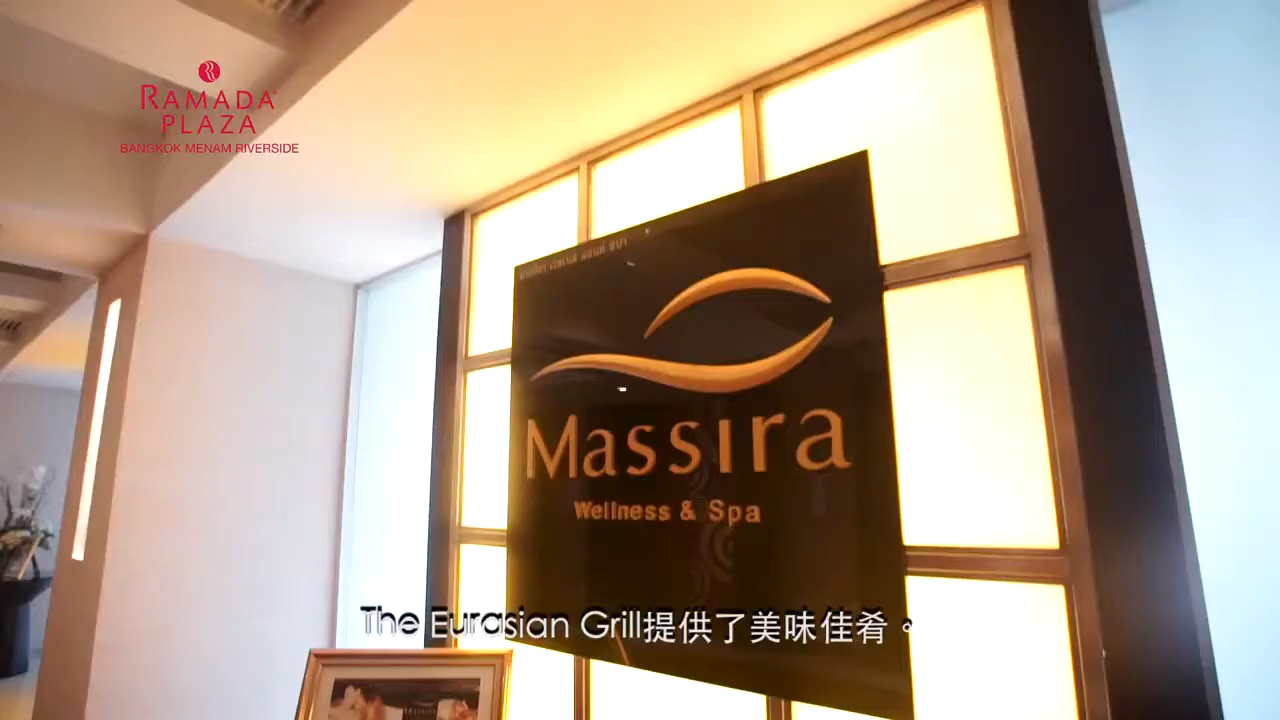 RAMADA
PLAZA
BANGKOK MENAM RIVERSIDE
Massira
Wellness & Spa
The Eurasian Grill提供了美味佳肴。
Massira